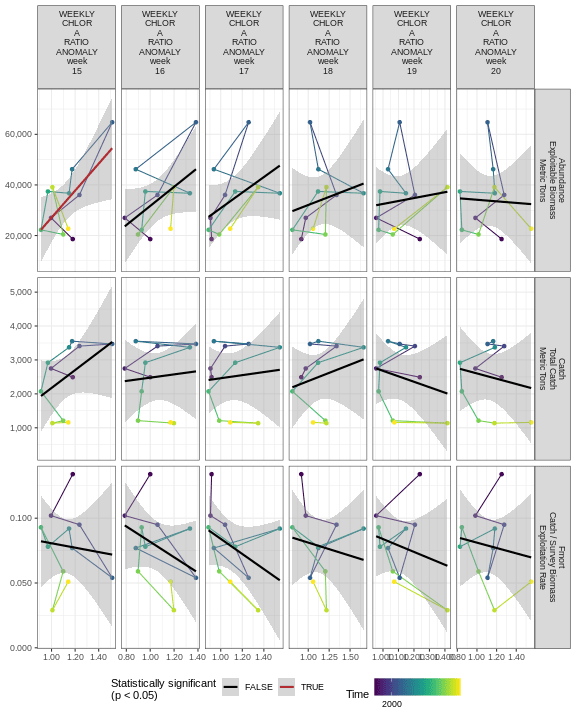 WEEKLY
CHLOR
A
RATIO
ANOMALY
week
15
WEEKLY
CHLOR
A
RATIO
ANOMALY
week
16
WEEKLY
CHLOR
A
RATIO
ANOMALY
week
17
WEEKLY
CHLOR
A
RATIO
ANOMALY
week
18
WEEKLY
CHLOR
A
RATIO
ANOMALY
week
19
WEEKLY
CHLOR
A
RATIO
ANOMALY
week
20
60,000
40,000
20,000
Abundance
Exploitable Biomass
Metric Tons
5,000
4,000
3,000
2,000
1,000
Catch
Total Catch
Metric Tons
0.100
0.050
0.000
Fmort
Catch / Survey Biomass
Exploitation Rate
1.00 1.20 1.40
0.80 1.00 1.20 1.40
1.00 1.20 1.40
1.00 1.25 1.50
0.80 1.00 1.20 1.40
Statistically significant
(p < 0.05)
FALSE
TRUE
Time
2000